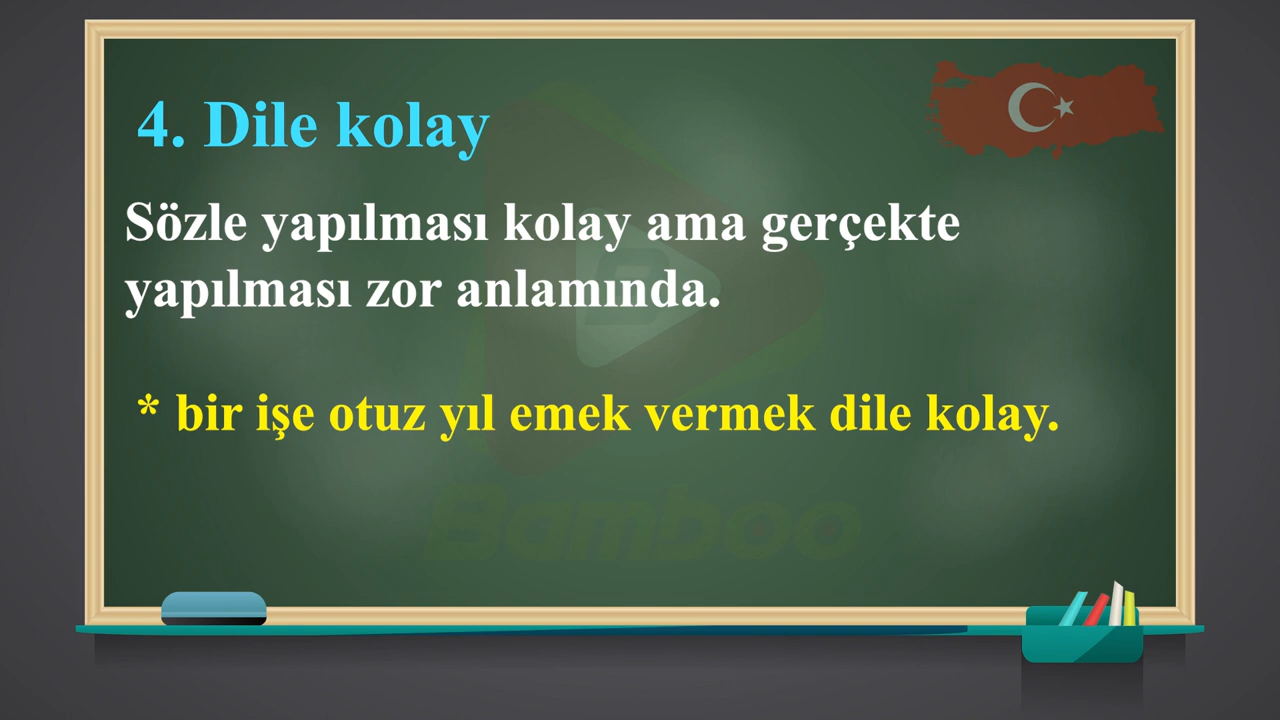 4. Dile kolay
Sözle yapılması kolay ama gerçekte
yapılması zor anlamında.
* bir işe otuz yıl emek vermek dile kolay.
Bamboo